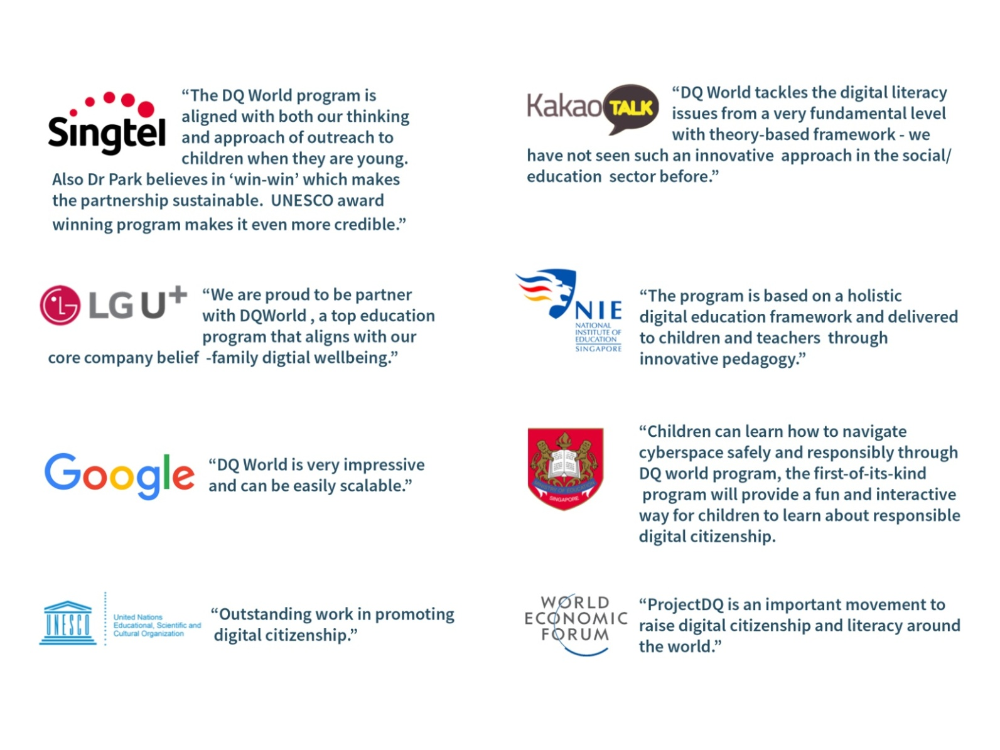 Singtel
“The DQ World program is
aligned with both our thinking
and approach of outreach to
children when they are young.
Also Dr Park believes in ‘win-win’ which makes
the partnership sustainable.  UNESCO award
winning program makes it even more credible.”
KakaoTALK
“DQ World tackles the digital literacy
issues from a very fundamental level
with theory-based framework - we
have not seen such an innovative  approach in the social/
education  sector before.”
LG U+
“We are proud to be partner
with DQWorld , a top education
program that aligns with our
core company belief  -family digtial wellbeing.”
NIE
NATIONAL
INSTITUTE OF
EDUCATION
SINGAPORE
“The program is based on a holistic
digital education framework and delivered
to children and teachers  through
innovative pedagogy.”
Google
“DQ World is very impressive
and can be easily scalable.”
MINISTRY OF EDUCATION
SINGAPORE
“Children can learn how to navigate
cyberspace safely and responsibly through
DQ world program, the first-of-its-kind
program will provide a fun and interactive
way for children to learn about responsible
digital citizenship.
UNESCO
United Nations
Educational, Scientific and
Cultural Organization
“Outstanding work in promoting
digital citizenship.”
WORLD
ECONOMIC
FORUM
“ProjectDQ is an important movement to
raise digital citizenship and literacy around
the world.”